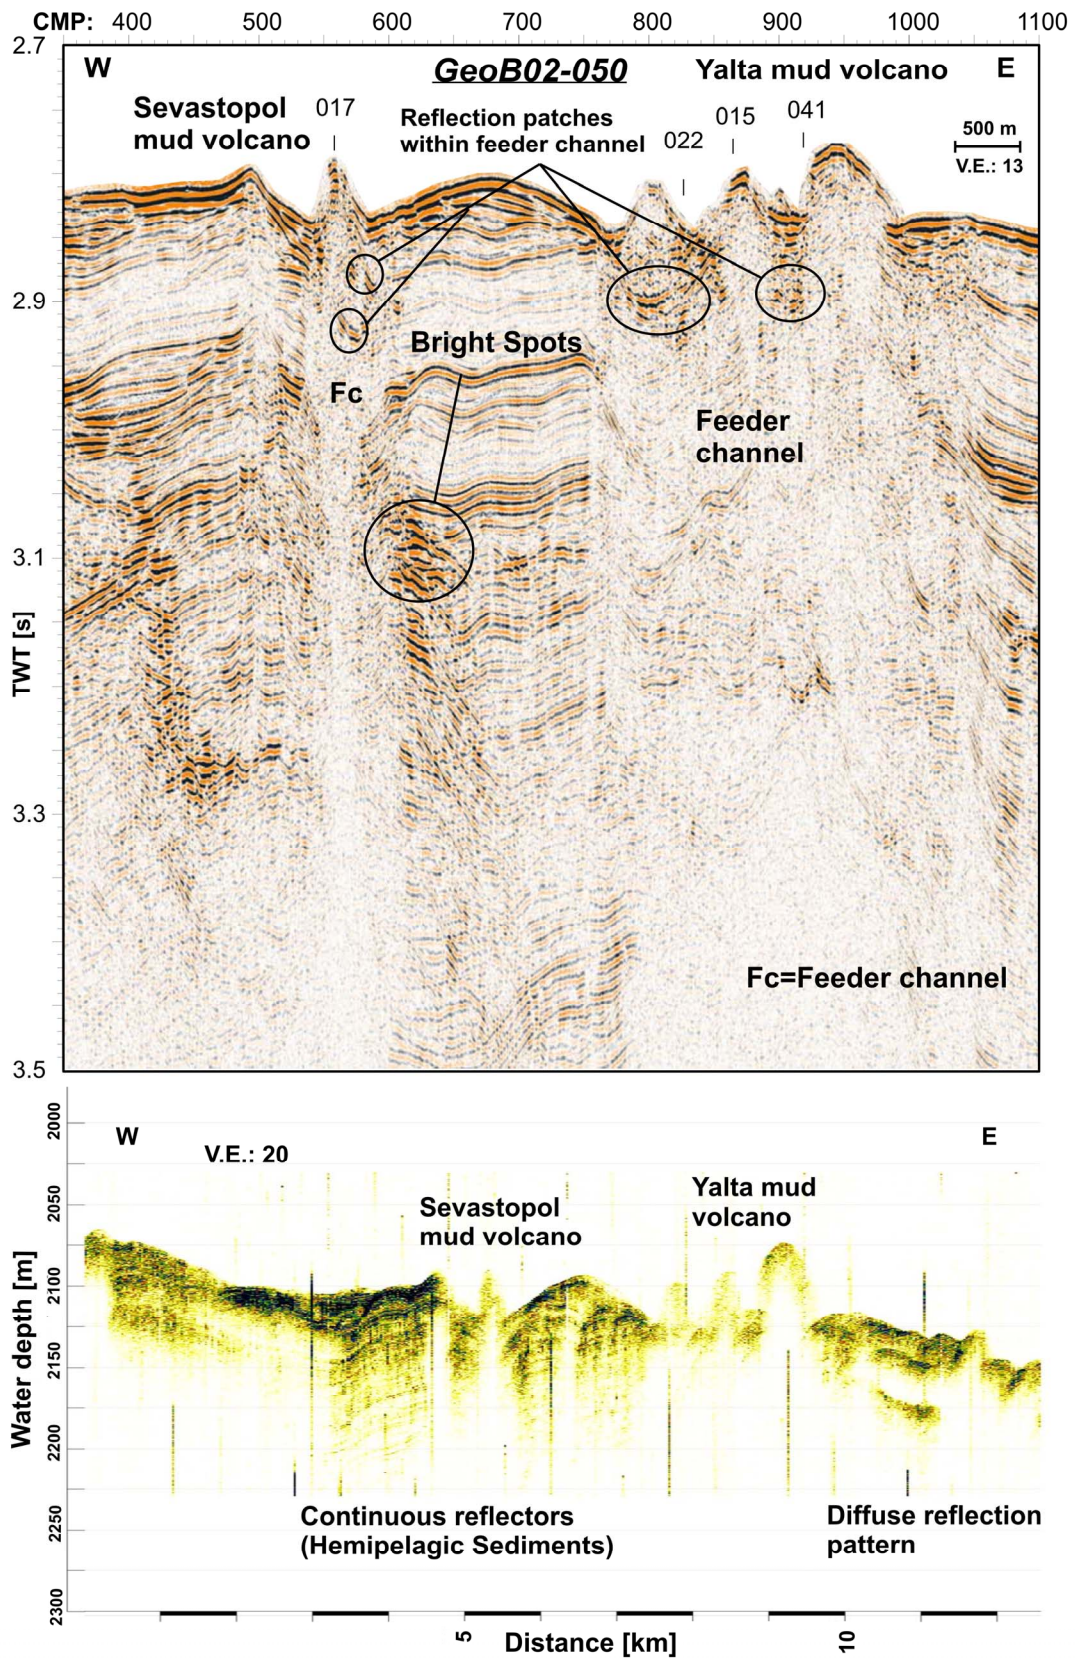 CMP: 400 500 600 700 800 900 1000 1100
2.7
W GeoB02-050 Yalta mud volcano E
Sevastopol
mud volcano
017
Reflection patches
within feeder channel
022
015
041
500 m
V.E.: 13
2.9
Bright Spots
Fc
Feeder
channel
3.1
TWT [s]
3.3
Fc=Feeder channel
3.5
W E
V.E.: 20
Sevastopol
mud volcano
Yalta mud
volcano
2000
2050
2100
2150
2200
2250
2300
Water depth [m]
Continuous reflectors
(Hemipelagic Sediments)
Diffuse reflection
pattern
5 10
Distance [km]